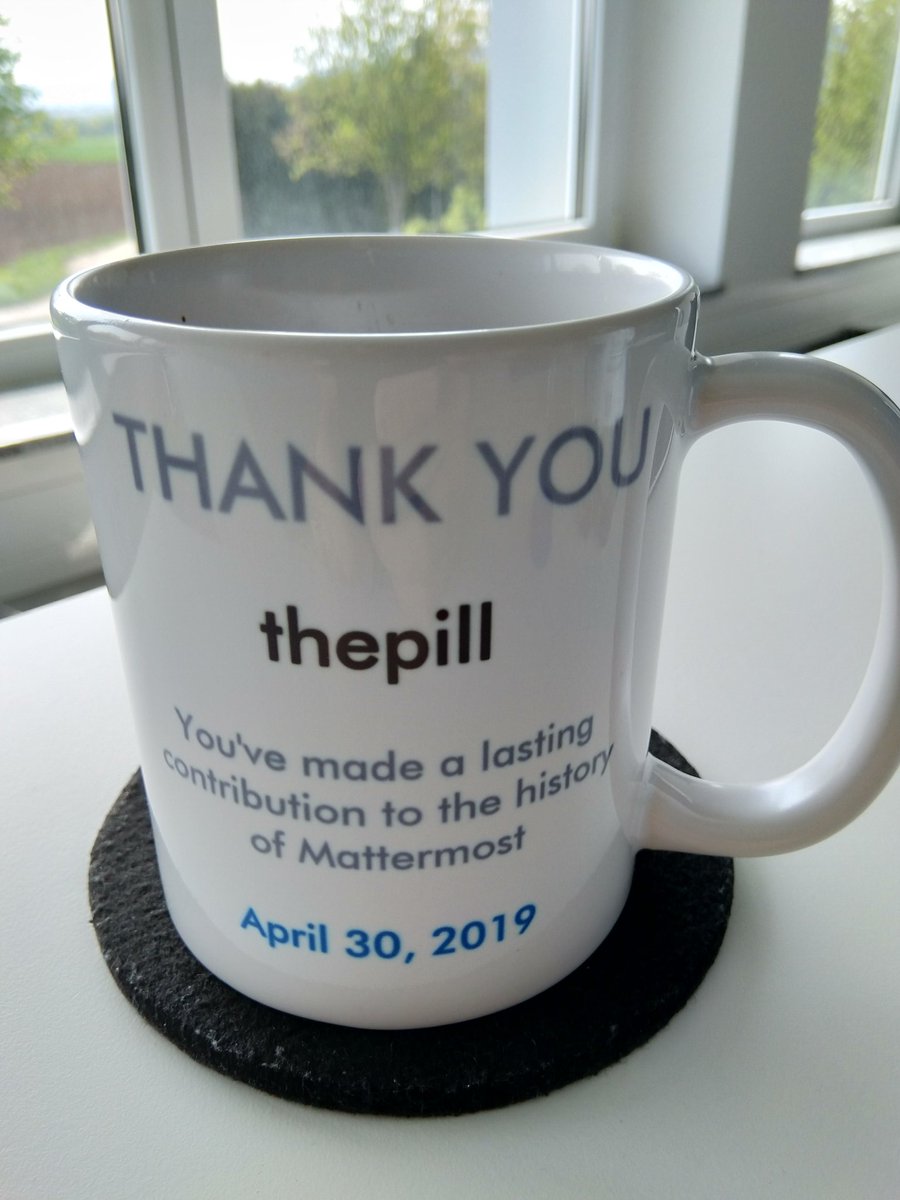 THANK YOU
thepill
You've made a lasting
contribution to the history
of Mattermost
April 30, 2019